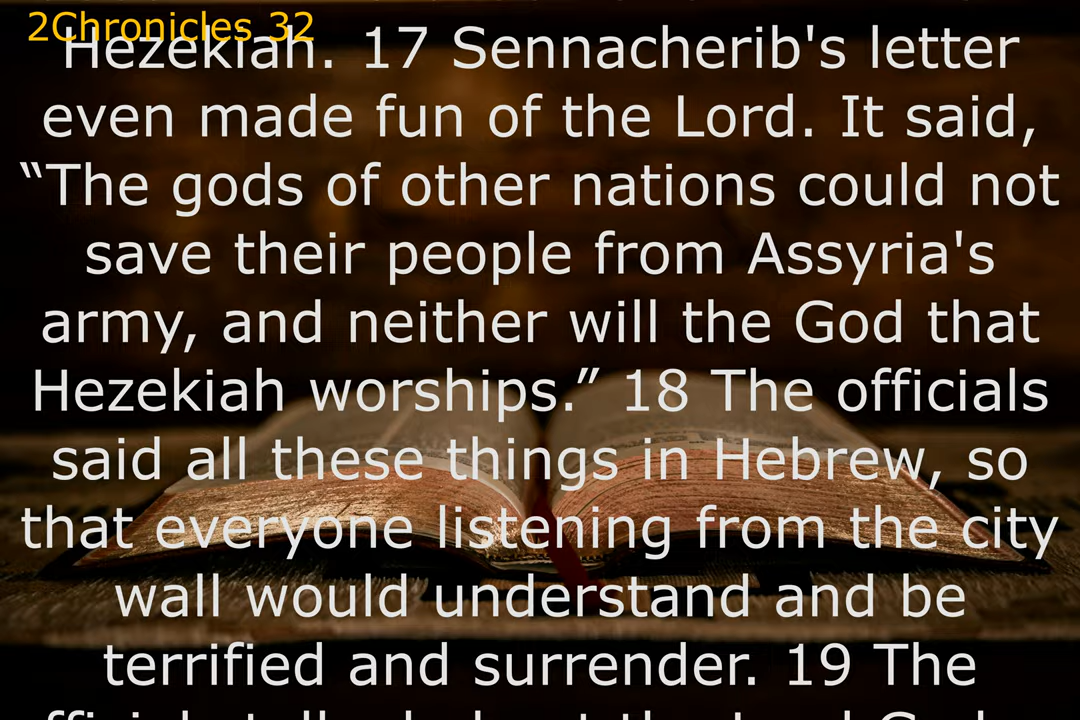 2Chronicles 32
Hezekiah. 17 Sennacherib's letter
even made fun of the Lord. It said,
“The gods of other nations could not
save their people from Assyria's
army, and neither will the God that
Hezekiah worships.” 18 The officials
said all these things in Hebrew, so
that everyone listening from the city
wall would understand and be
terrified and surrender. 19 The